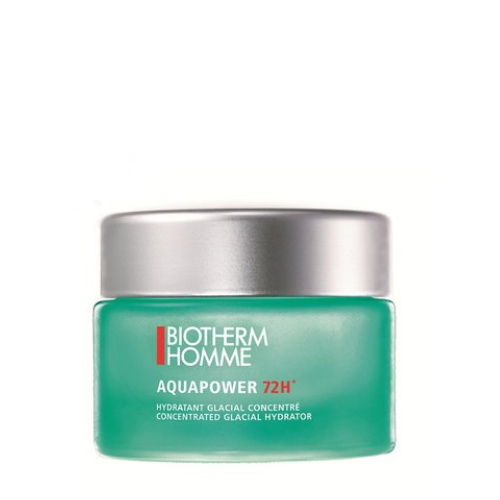 BIOTHERM
HOMME
AQUAPOWER 72H*
HYDRATANT GLACIAL CONCENTRÉ
CONCENTRATED GLACIAL HYDRATOR